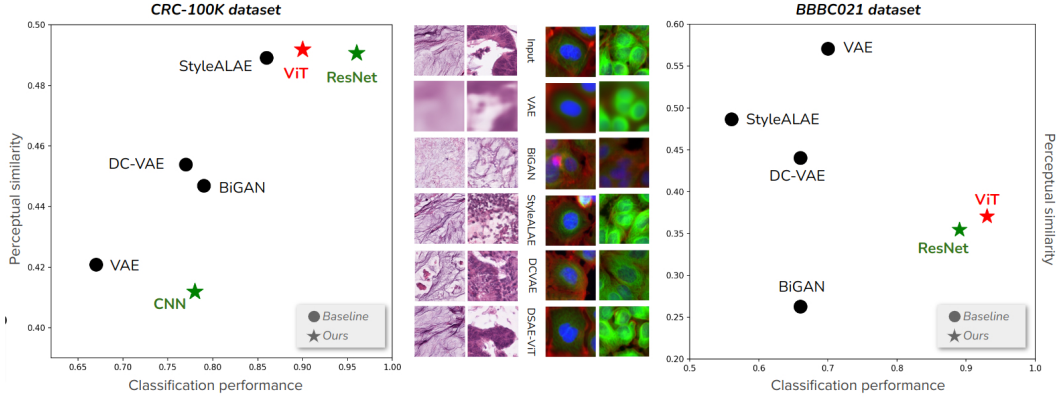 CRC-100K dataset
Perceptual similarity
0.50
0.48
0.46
0.44
0.42
0.40
StyleALAE
ViT
ResNet
DC-VAE
BiGAN
VAE
CNN
Baseline
Ours
0.65
0.70
0.75
0.80
0.85
0.90
0.95
1.00
Classification performance
Input
VAE
BiGAN
StyleALAE
DCVAE
DSAE-ViT
BBBC021 dataset
0.60
0.55
0.50
0.45
0.40
0.35
0.30
0.25
0.20
VAE
StyleALAE
DC-VAE
ViT
ResNet
BiGAN
Baseline
Ours
0.5
0.6
0.7
0.8
0.9
1.0
Classification performance
Perceptual similarity